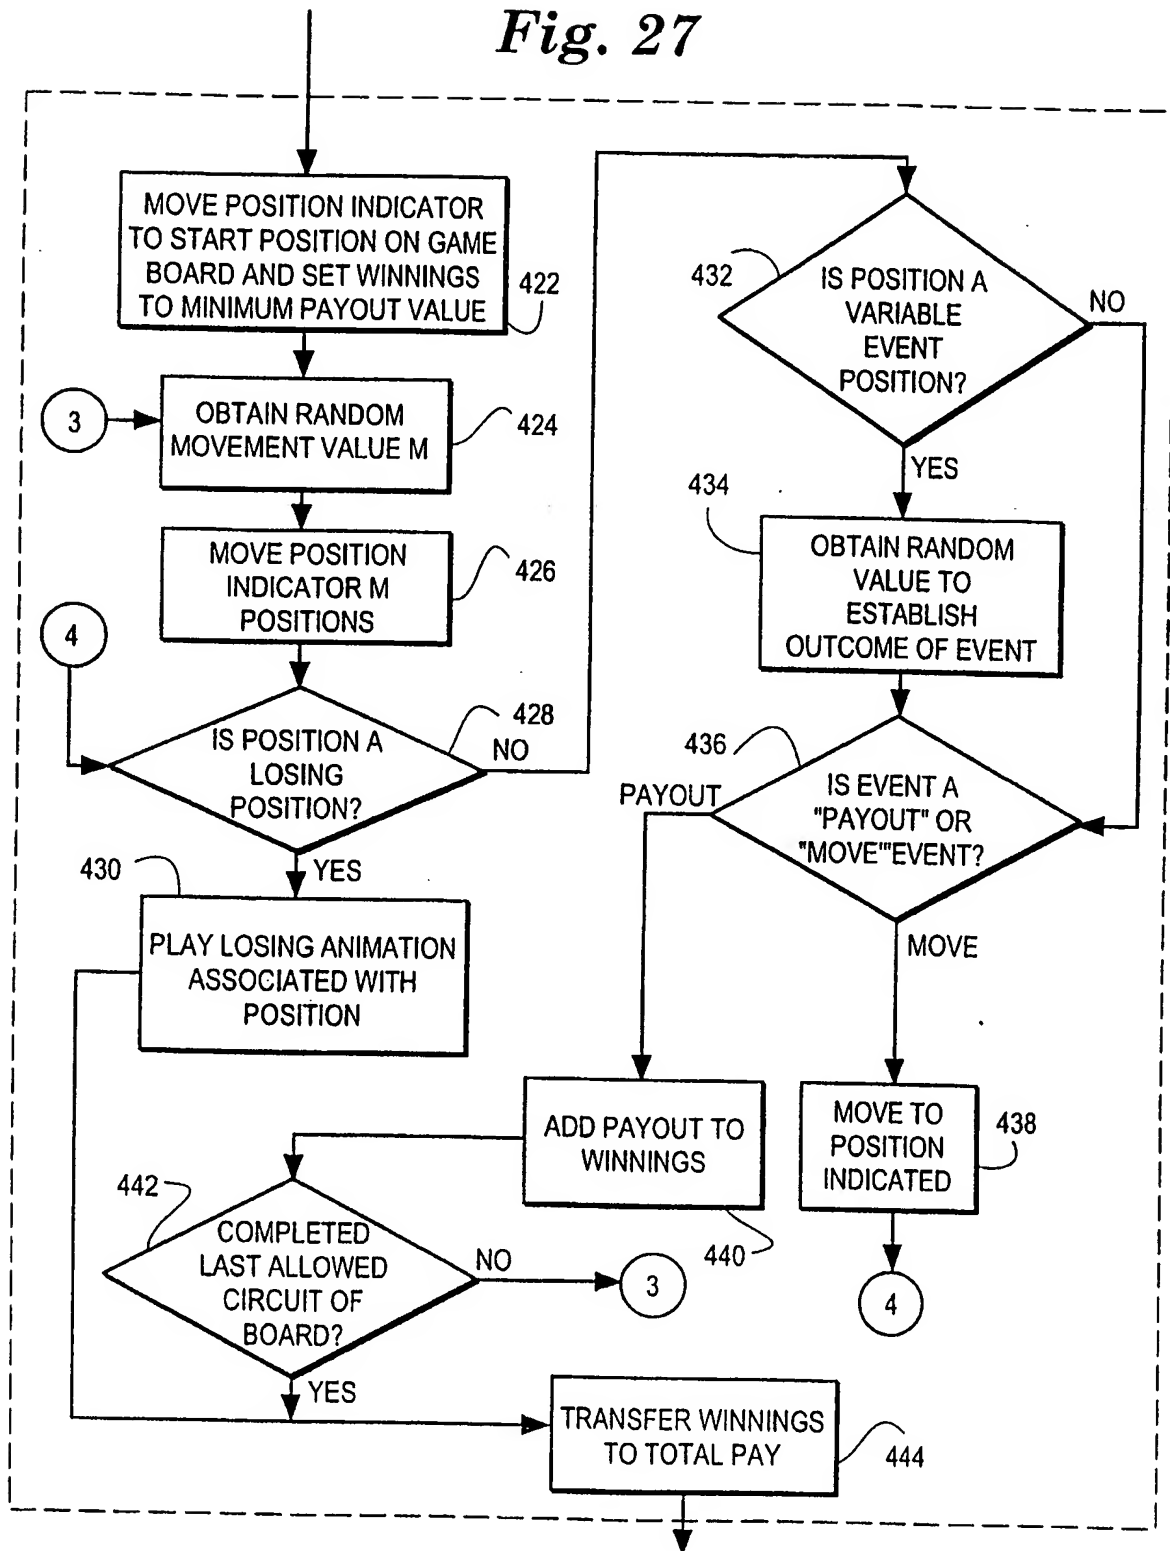 Fig. 27
MOVE POSITION INDICATOR
TO START POSITION ON GAME
BOARD AND SET WINNINGS
TO MINIMUM PAYOUT VALUE
422
3
OBTAIN RANDOM
MOVEMENT VALUE M
424
MOVE POSITION
INDICATOR M
POSITIONS
426
4
IS POSITION A
LOSING
POSITION?
428
NO
YES
430
PLAY LOSING ANIMATION
ASSOCIATED WITH
POSITION
432
IS POSITION A
VARIABLE
EVENT
POSITION?
NO
YES
434
OBTAIN RANDOM
VALUE TO
ESTABLISH
OUTCOME OF EVENT
436
IS EVENT A
"PAYOUT" OR
"MOVE'"EVENT?
PAYOUT
MOVE
MOVE TO
POSITION
INDICATED
438
4
ADD PAYOUT TO
WINNINGS
440
442
COMPLETED
LAST ALLOWED
CIRCUIT OF
BOARD?
NO
3
YES
TRANSFER WINNINGS
TO TOTAL PAY
444